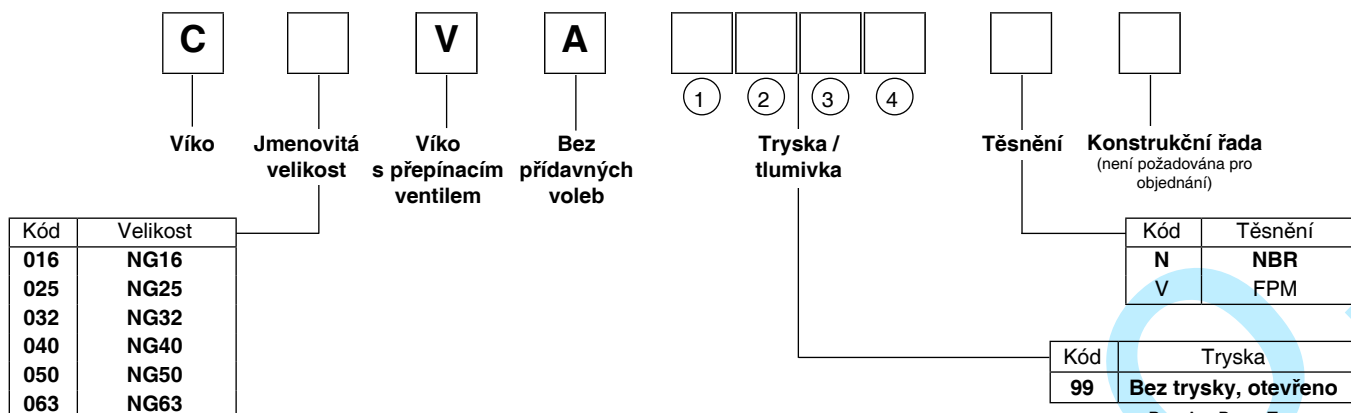 C V A
1 2 3 4
Víko
Jmenovitá
velikost
Víko
s přepínacím
ventilem
Bez
přídavných
voleb
Tryska /
tlumivka
Těsnění
Konstrukční řada
(není požadována pro
objednání)
Kód Velikost
016 NG16
025 NG25
032 NG32
040 NG40
050 NG50
063 NG63
Kód Těsnění
N NBR
V FPM
Kód Tryska
99 Bez trysky, otevřeno